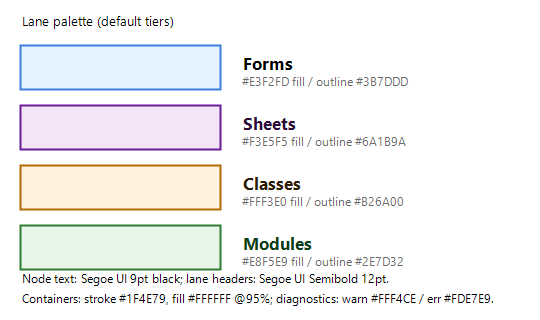 Lane palette (default tiers)
Forms
#E3F2FD fill / outline #3B7DDD
Sheets
#F3E5F5 fill / outline #6A1B9A
Classes
#FFF3E0 fill / outline #B26A00
Modules
#E8F5E9 fill / outline #2E7D32
Node text: Segoe UI 9pt black; lane headers: Segoe UI Semibold 12pt.
Containers: stroke #1F4E79, fill #FFFFFF @95%; diagnostics: warn #FFF4CE / err #FDE7E9.